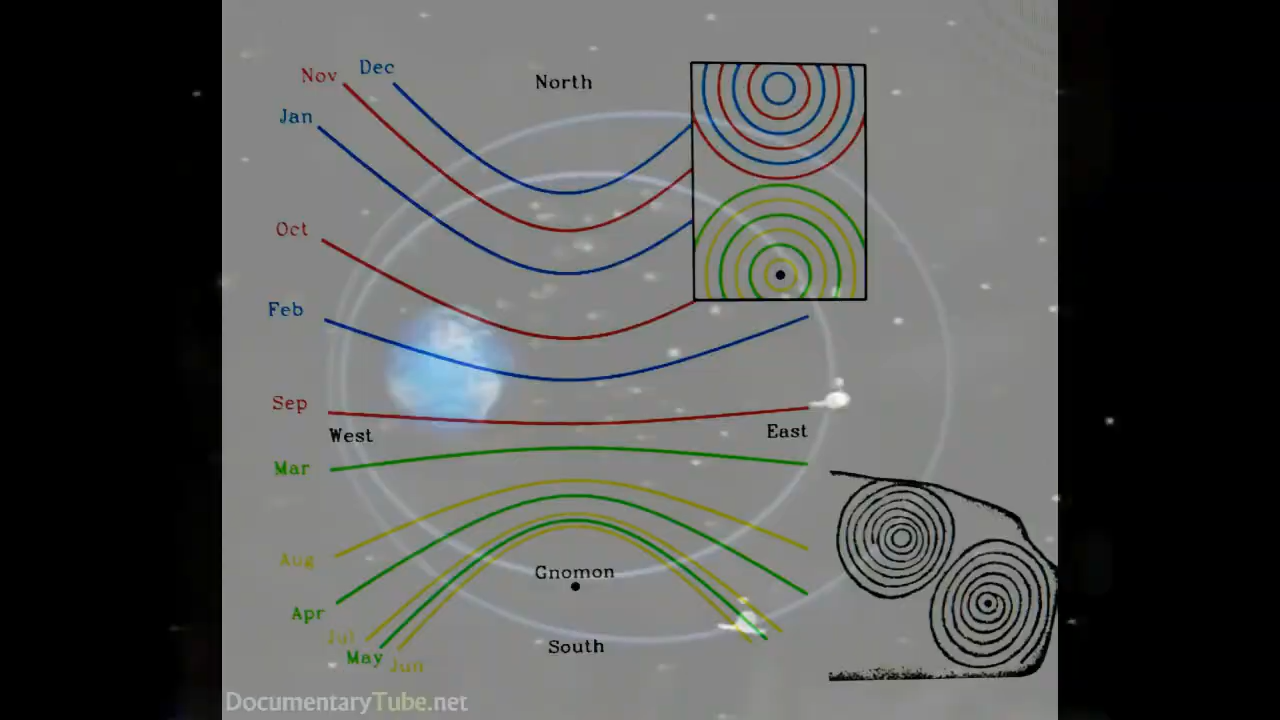 Dec
Nov
North
Jan
Oct
Feb
Sep
West
East
Mar
Aug
Gnomon
Apr
Jul
South
May
Jun
DocumentaryTube.net